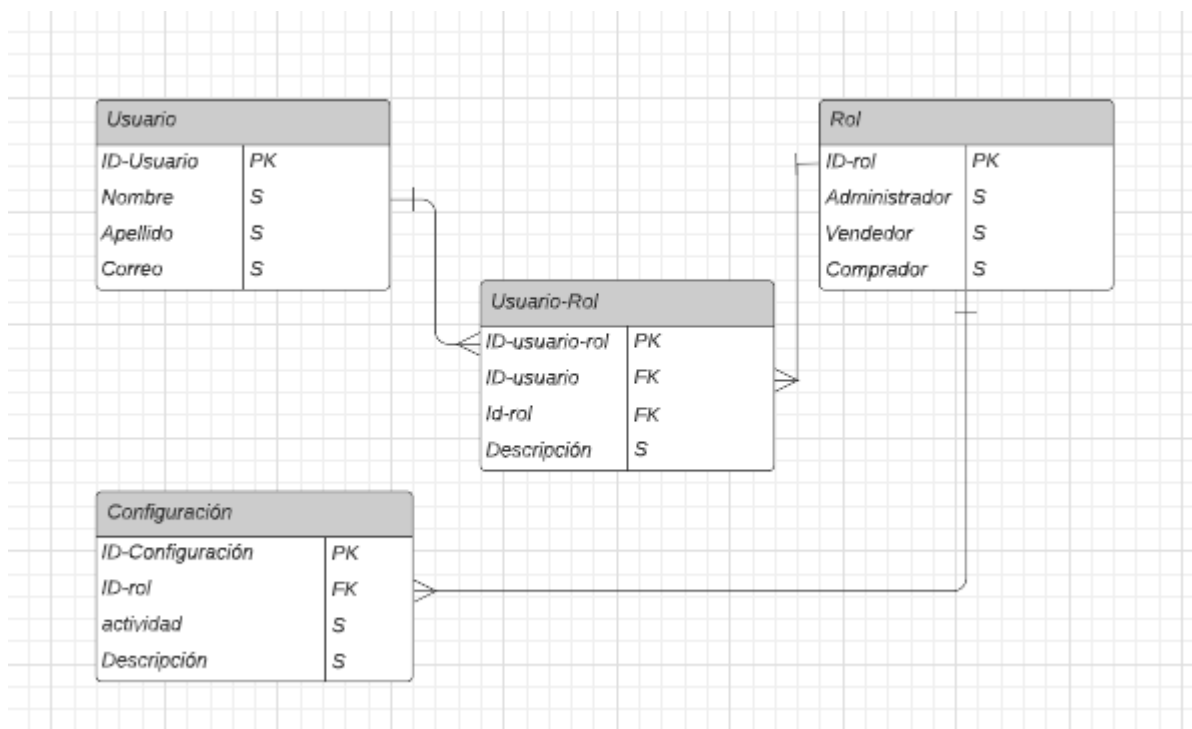 Usuario
ID-Usuario PK
Nombre S
Apellido S
Correo S
Rol
ID-rol PK
Administrador S
Vendedor S
Comprador S
Usuario-Rol
ID-usuario-rol PK
ID-usuario FK
Id-rol FK
Descripción S
Configuración
ID-Configuración PK
ID-rol FK
actividad S
Descripción S